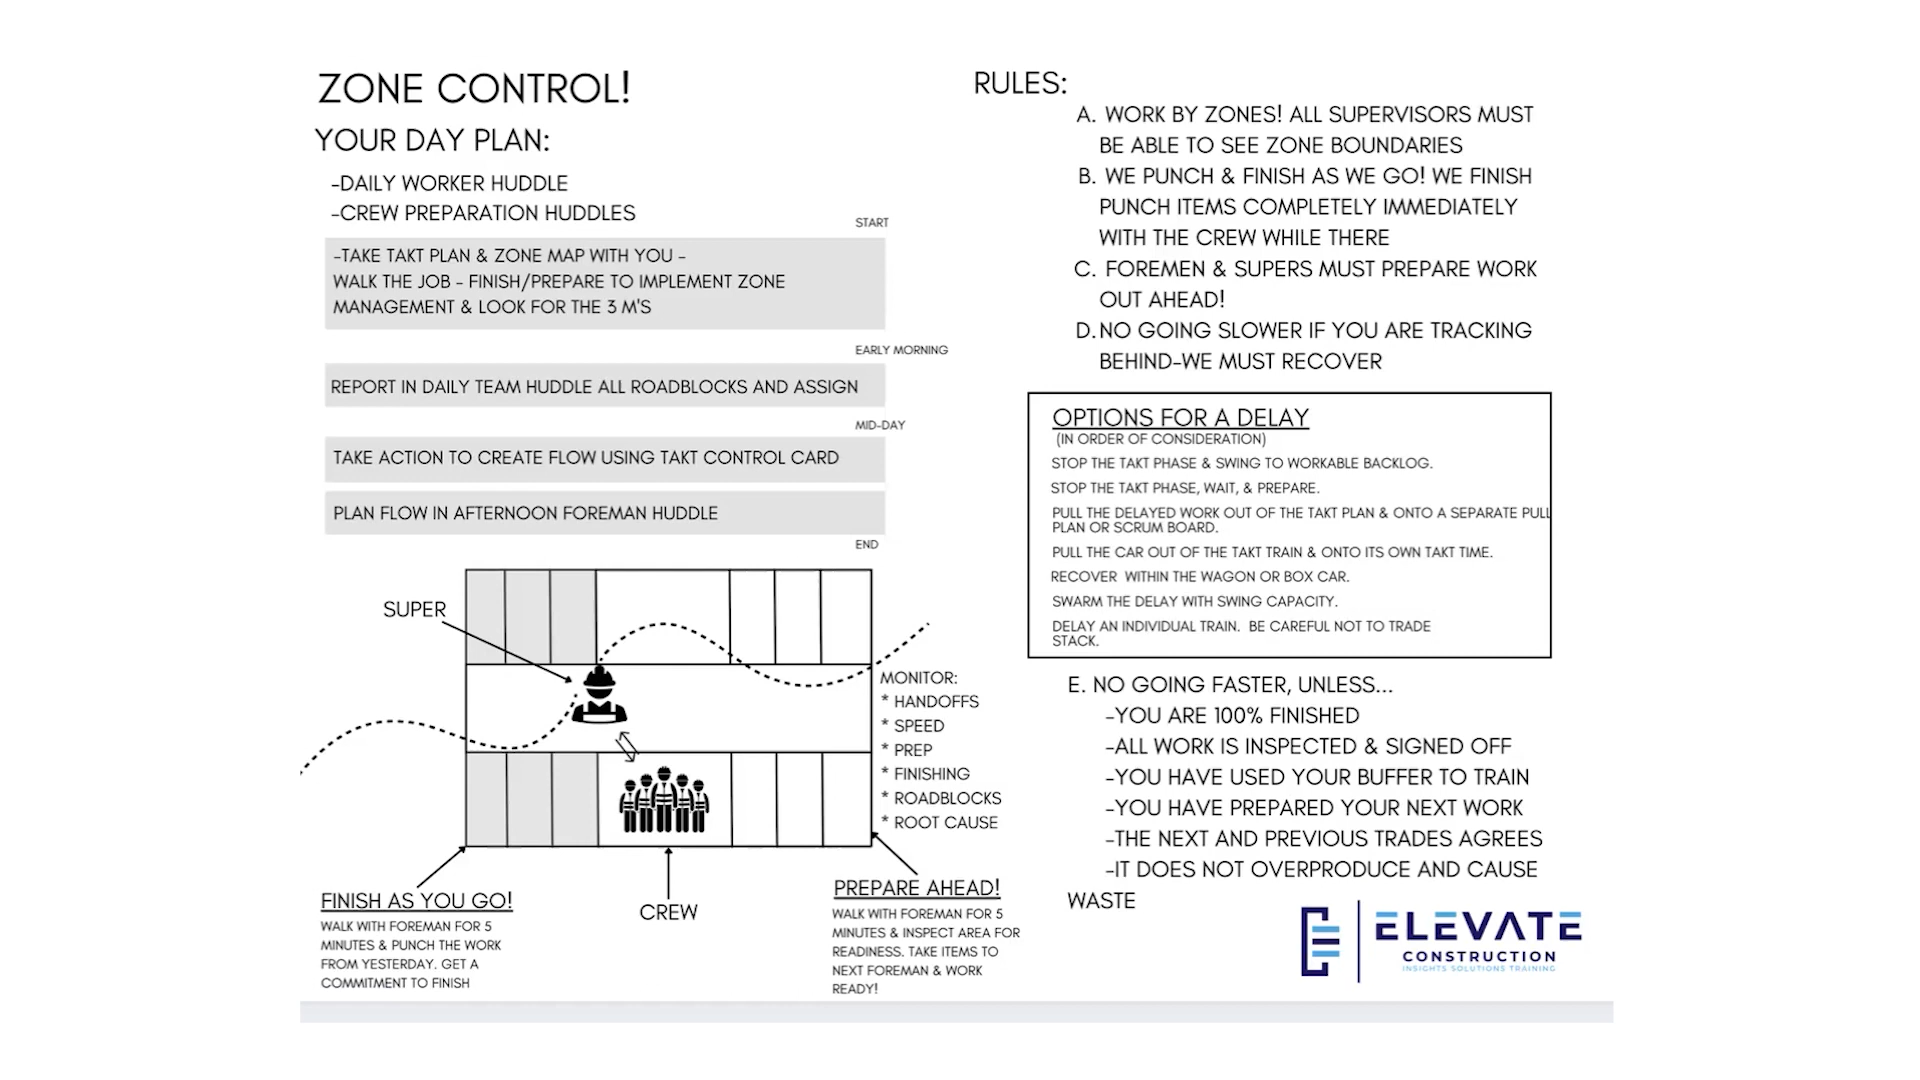 ZONE CONTROL!
YOUR DAY PLAN:
-DAILY WORKER HUDDLE
-CREW PREPARATION HUDDLES
START
-TAKE TAKT PLAN & ZONE MAP WITH YOU -
WALK THE JOB - FINISH/PREPARE TO IMPLEMENT ZONE
MANAGEMENT & LOOK FOR THE 3 M'S
EARLY MORNING
REPORT IN DAILY TEAM HUDDLE ALL ROADBLOCKS AND ASSIGN
MID-DAY
TAKE ACTION TO CREATE FLOW USING TAKT CONTROL CARD
PLAN FLOW IN AFTERNOON FOREMAN HUDDLE
END
SUPER
MONITOR:
* HANDOFFS
* SPEED
* PREP
* FINISHING
* ROADBLOCKS
* ROOT CAUSE
FINISH AS YOU GO!
WALK WITH FOREMAN FOR 5
MINUTES & PUNCH THE WORK
FROM YESTERDAY. GET A
COMMITMENT TO FINISH
CREW
PREPARE AHEAD!
WALK WITH FOREMAN FOR 5
MINUTES & INSPECT AREA FOR
READINESS. TAKE ITEMS TO
NEXT FOREMAN & WORK
READY!
RULES:
A. WORK BY ZONES! ALL SUPERVISORS MUST
BE ABLE TO SEE ZONE BOUNDARIES
B. WE PUNCH & FINISH AS WE GO! WE FINISH
PUNCH ITEMS COMPLETELY IMMEDIATELY
WITH THE CREW WHILE THERE
C. FOREMEN & SUPERS MUST PREPARE WORK
OUT AHEAD!
D. NO GOING SLOWER IF YOU ARE TRACKING
BEHIND-WE MUST RECOVER
OPTIONS FOR A DELAY
(IN ORDER OF CONSIDERATION)
STOP THE TAKT PHASE & SWING TO WORKABLE BACKLOG.
STOP THE TAKT PHASE, WAIT, & PREPARE.
PULL THE DELAYED WORK OUT OF THE TAKT PLAN & ONTO A SEPARATE PULL
PLAN OR SCRUM BOARD.
PULL THE CAR OUT OF THE TAKT TRAIN & ONTO ITS OWN TAKT TIME.
RECOVER WITHIN THE WAGON OR BOX CAR.
SWARM THE DELAY WITH SWING CAPACITY.
DELAY AN INDIVIDUAL TRAIN. BE CAREFUL NOT TO TRADE
STACK.
E. NO GOING FASTER, UNLESS...
-YOU ARE 100% FINISHED
-ALL WORK IS INSPECTED & SIGNED OFF
-YOU HAVE USED YOUR BUFFER TO TRAIN
-YOU HAVE PREPARED YOUR NEXT WORK
-THE NEXT AND PREVIOUS TRADES AGREES
-IT DOES NOT OVERPRODUCE AND CAUSE
WASTE
ELEVATE
CONSTRUCTION
INSIGHTS SOLUTIONS TRAINING